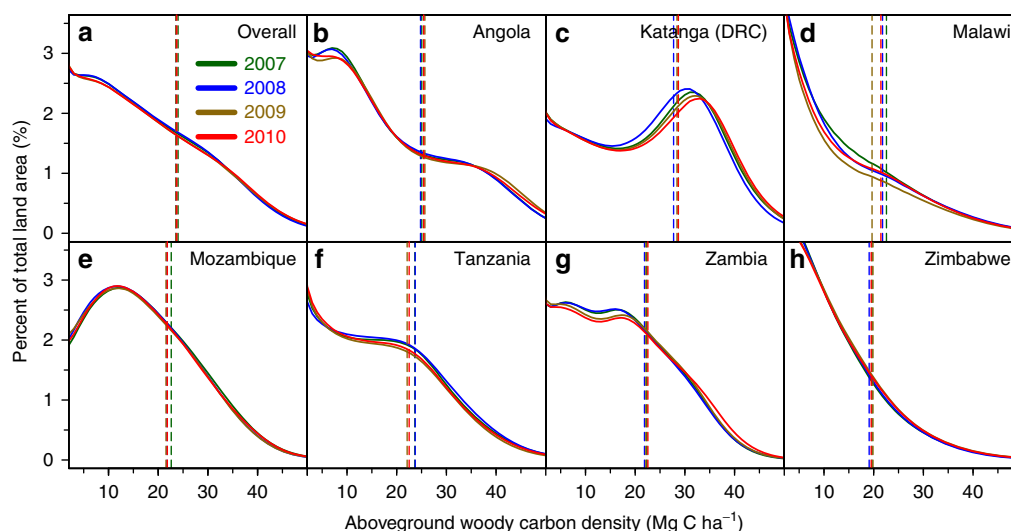 a Overall
b Angola
c Katanga (DRC)
d Malawi
2007
2008
2009
2010
3
2
1
0
e Mozambique
f Tanzania
g Zambia
h Zimbabwe
3
2
1
0
Percent of total land area (%)
10 20 30 40
10 20 30 40
10 20 30 40
10 20 30 40
Aboveground woody carbon density (Mg C ha⁻¹)